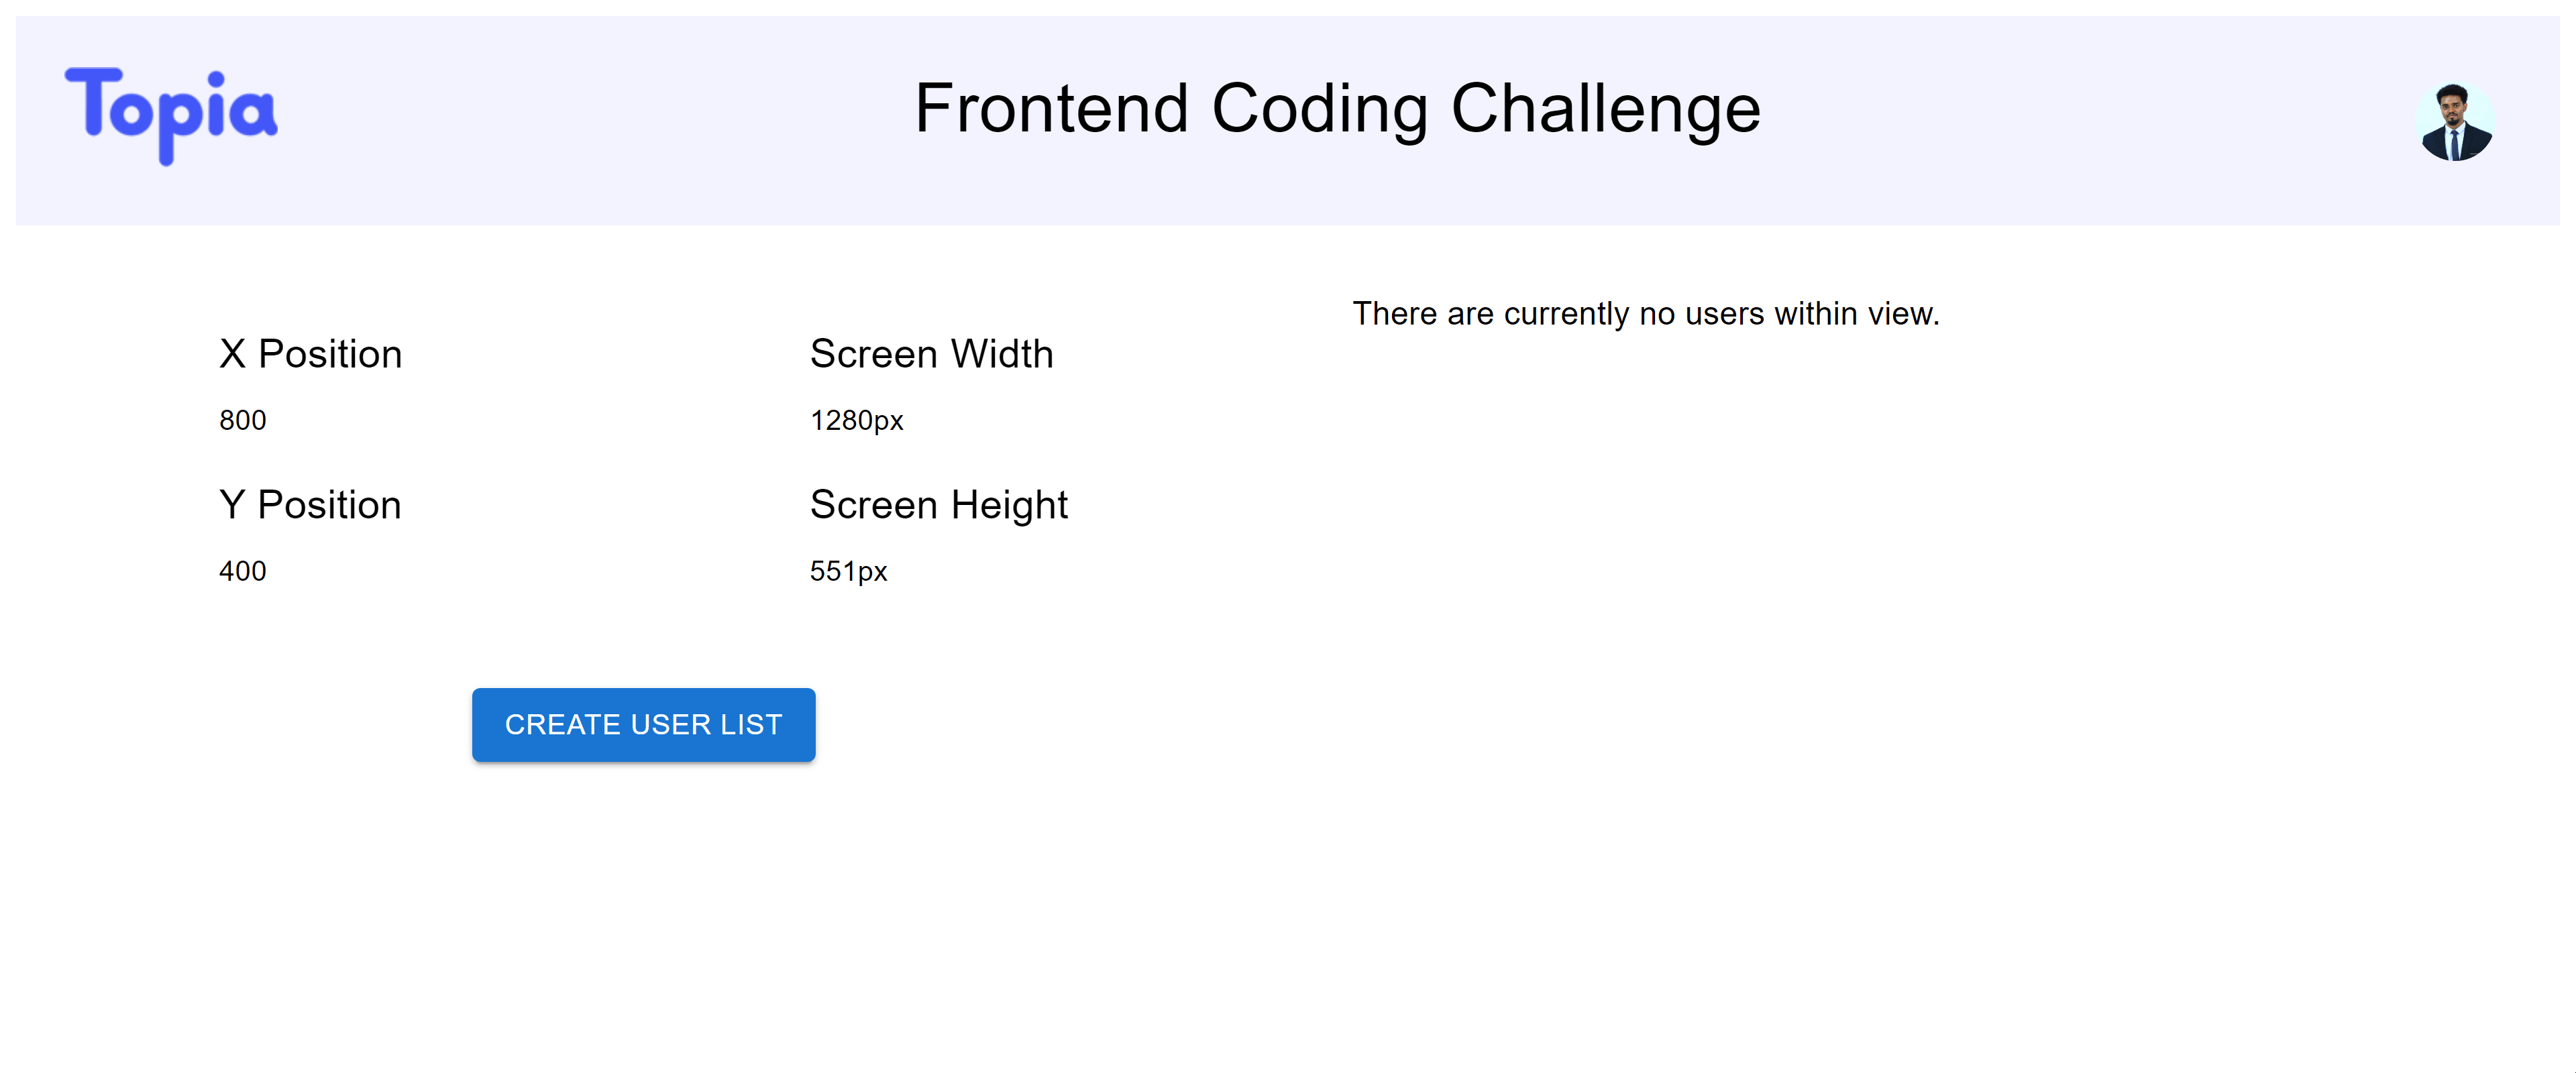 Topia
Frontend Coding Challenge
X Position
800
Y Position
400
Screen Width
1280px
Screen Height
551px
CREATE USER LIST
There are currently no users within view.